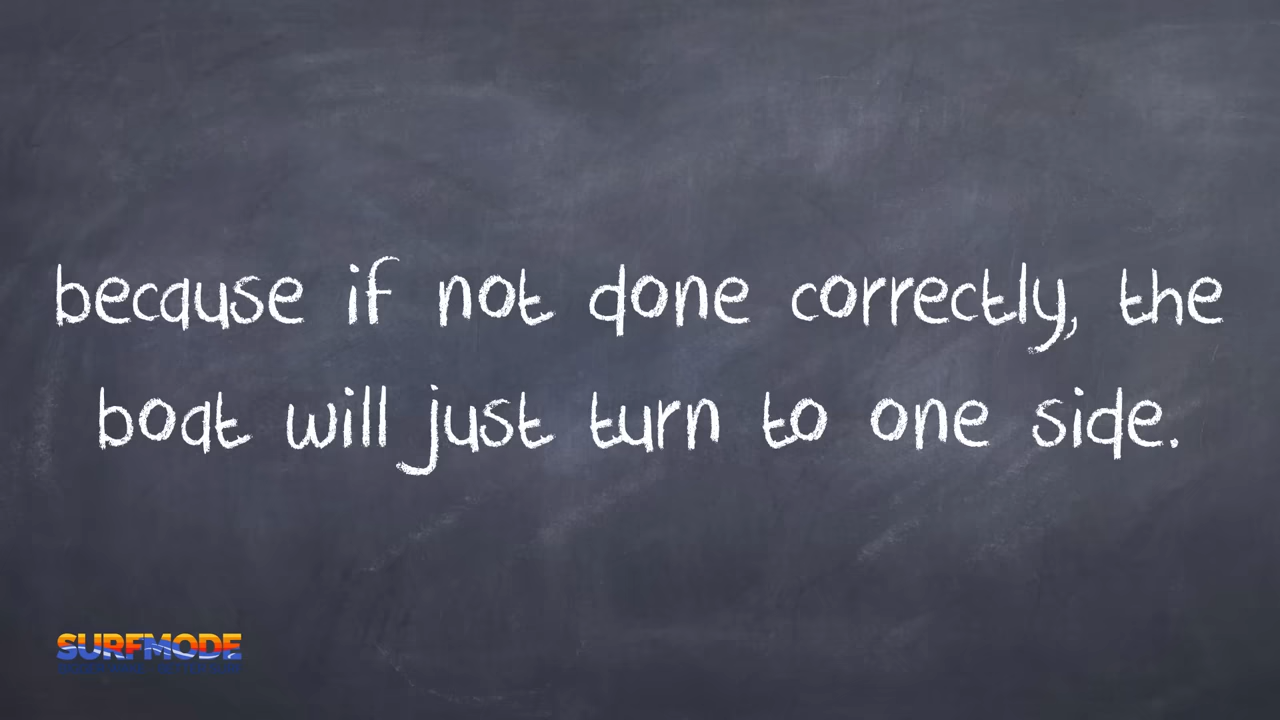 because if not done correctly, the
boat will just turn to one side.
SURFMODE